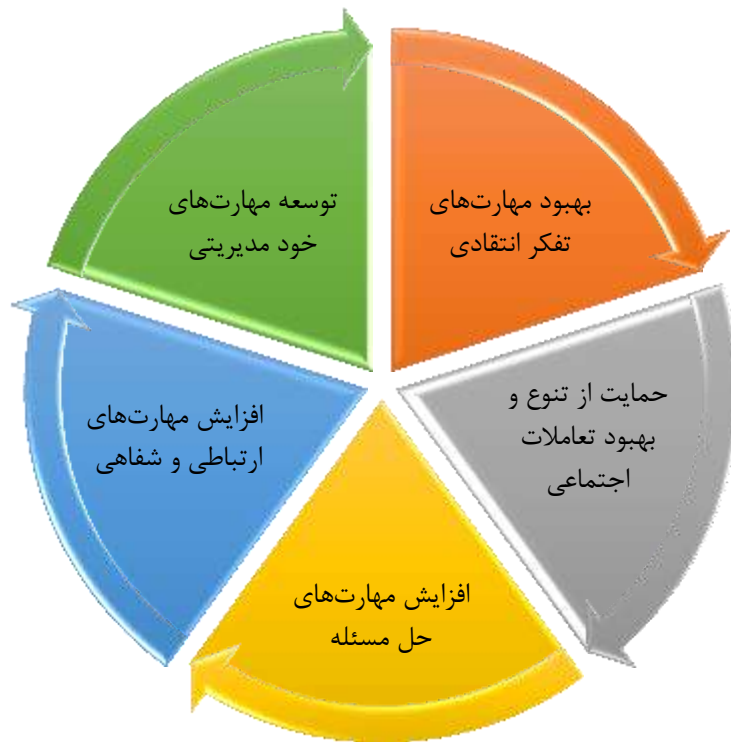 بهبود مهارت‌های
تفکر انتقادی
حمایت از تنوع و
بهبود تعاملات
اجتماعی
افزایش مهارت‌های
حل مسئله
افزایش مهارت‌های
ارتباطی و شفاهی
توسعه مهارت‌های
خود مدیریتی